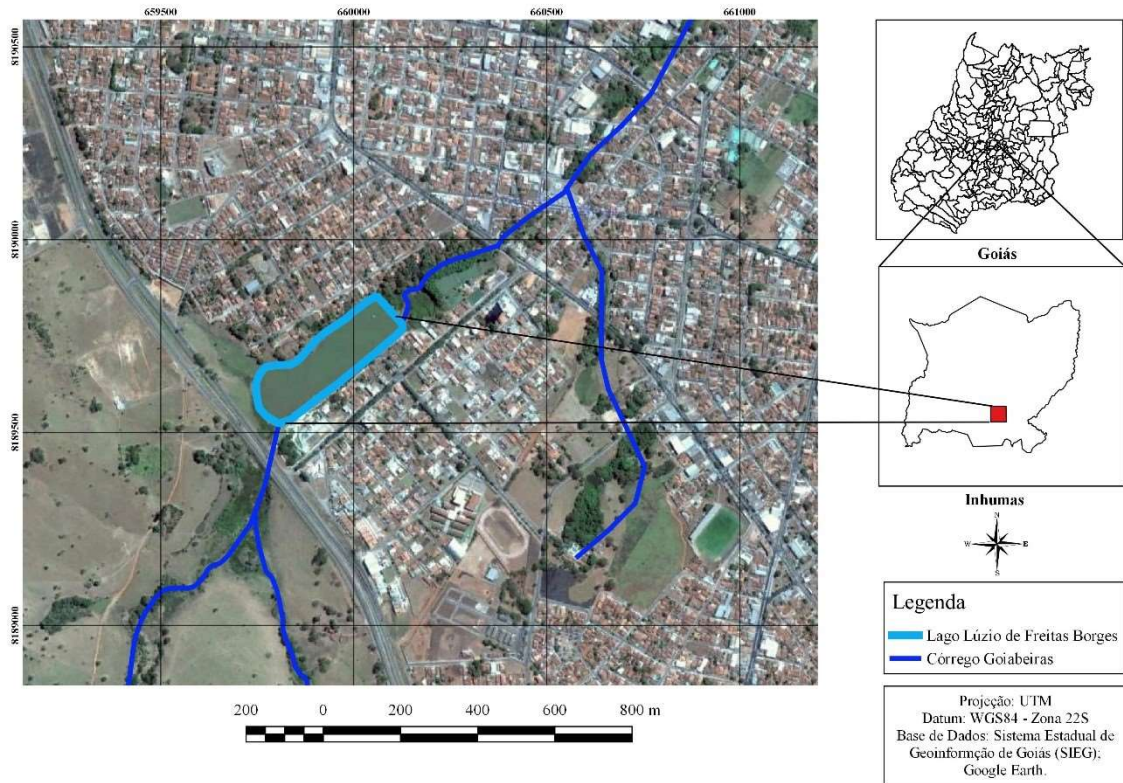 659500 660000 660500 661000
8190500
8190000
8189500
8189000
200 0 200 400 600 800 m
Goiás
Inhumas
N
W E
S
Legenda
Lago Lúzio de Freitas Borges
Córrego Goiabeiras
Projeção: UTM
Datum: WGS84 - Zona 22S
Base de Dados: Sistema Estadual de
Geoinformção de Goiás (SIEG);
Google Earth.